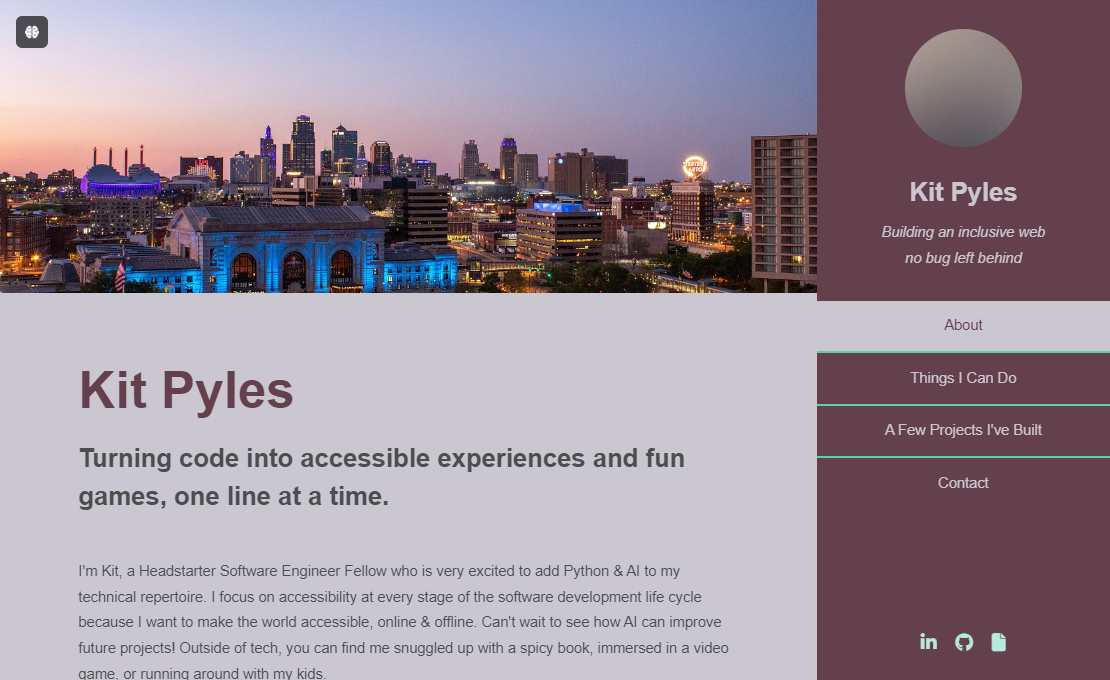 Kit Pyles
Building an inclusive web
no bug left behind
About
Things I Can Do
A Few Projects I've Built
Contact
Kit Pyles
Turning code into accessible experiences and fun
games, one line at a time.
I'm Kit, a Headstarter Software Engineer Fellow who is very excited to add Python & AI to my
technical repertoire. I focus on accessibility at every stage of the software development life cycle
because I want to make the world accessible, online & offline. Can't wait to see how AI can improve
future projects! Outside of tech, you can find me snuggled up with a spicy book, immersed in a video
game, or running around with my kids.